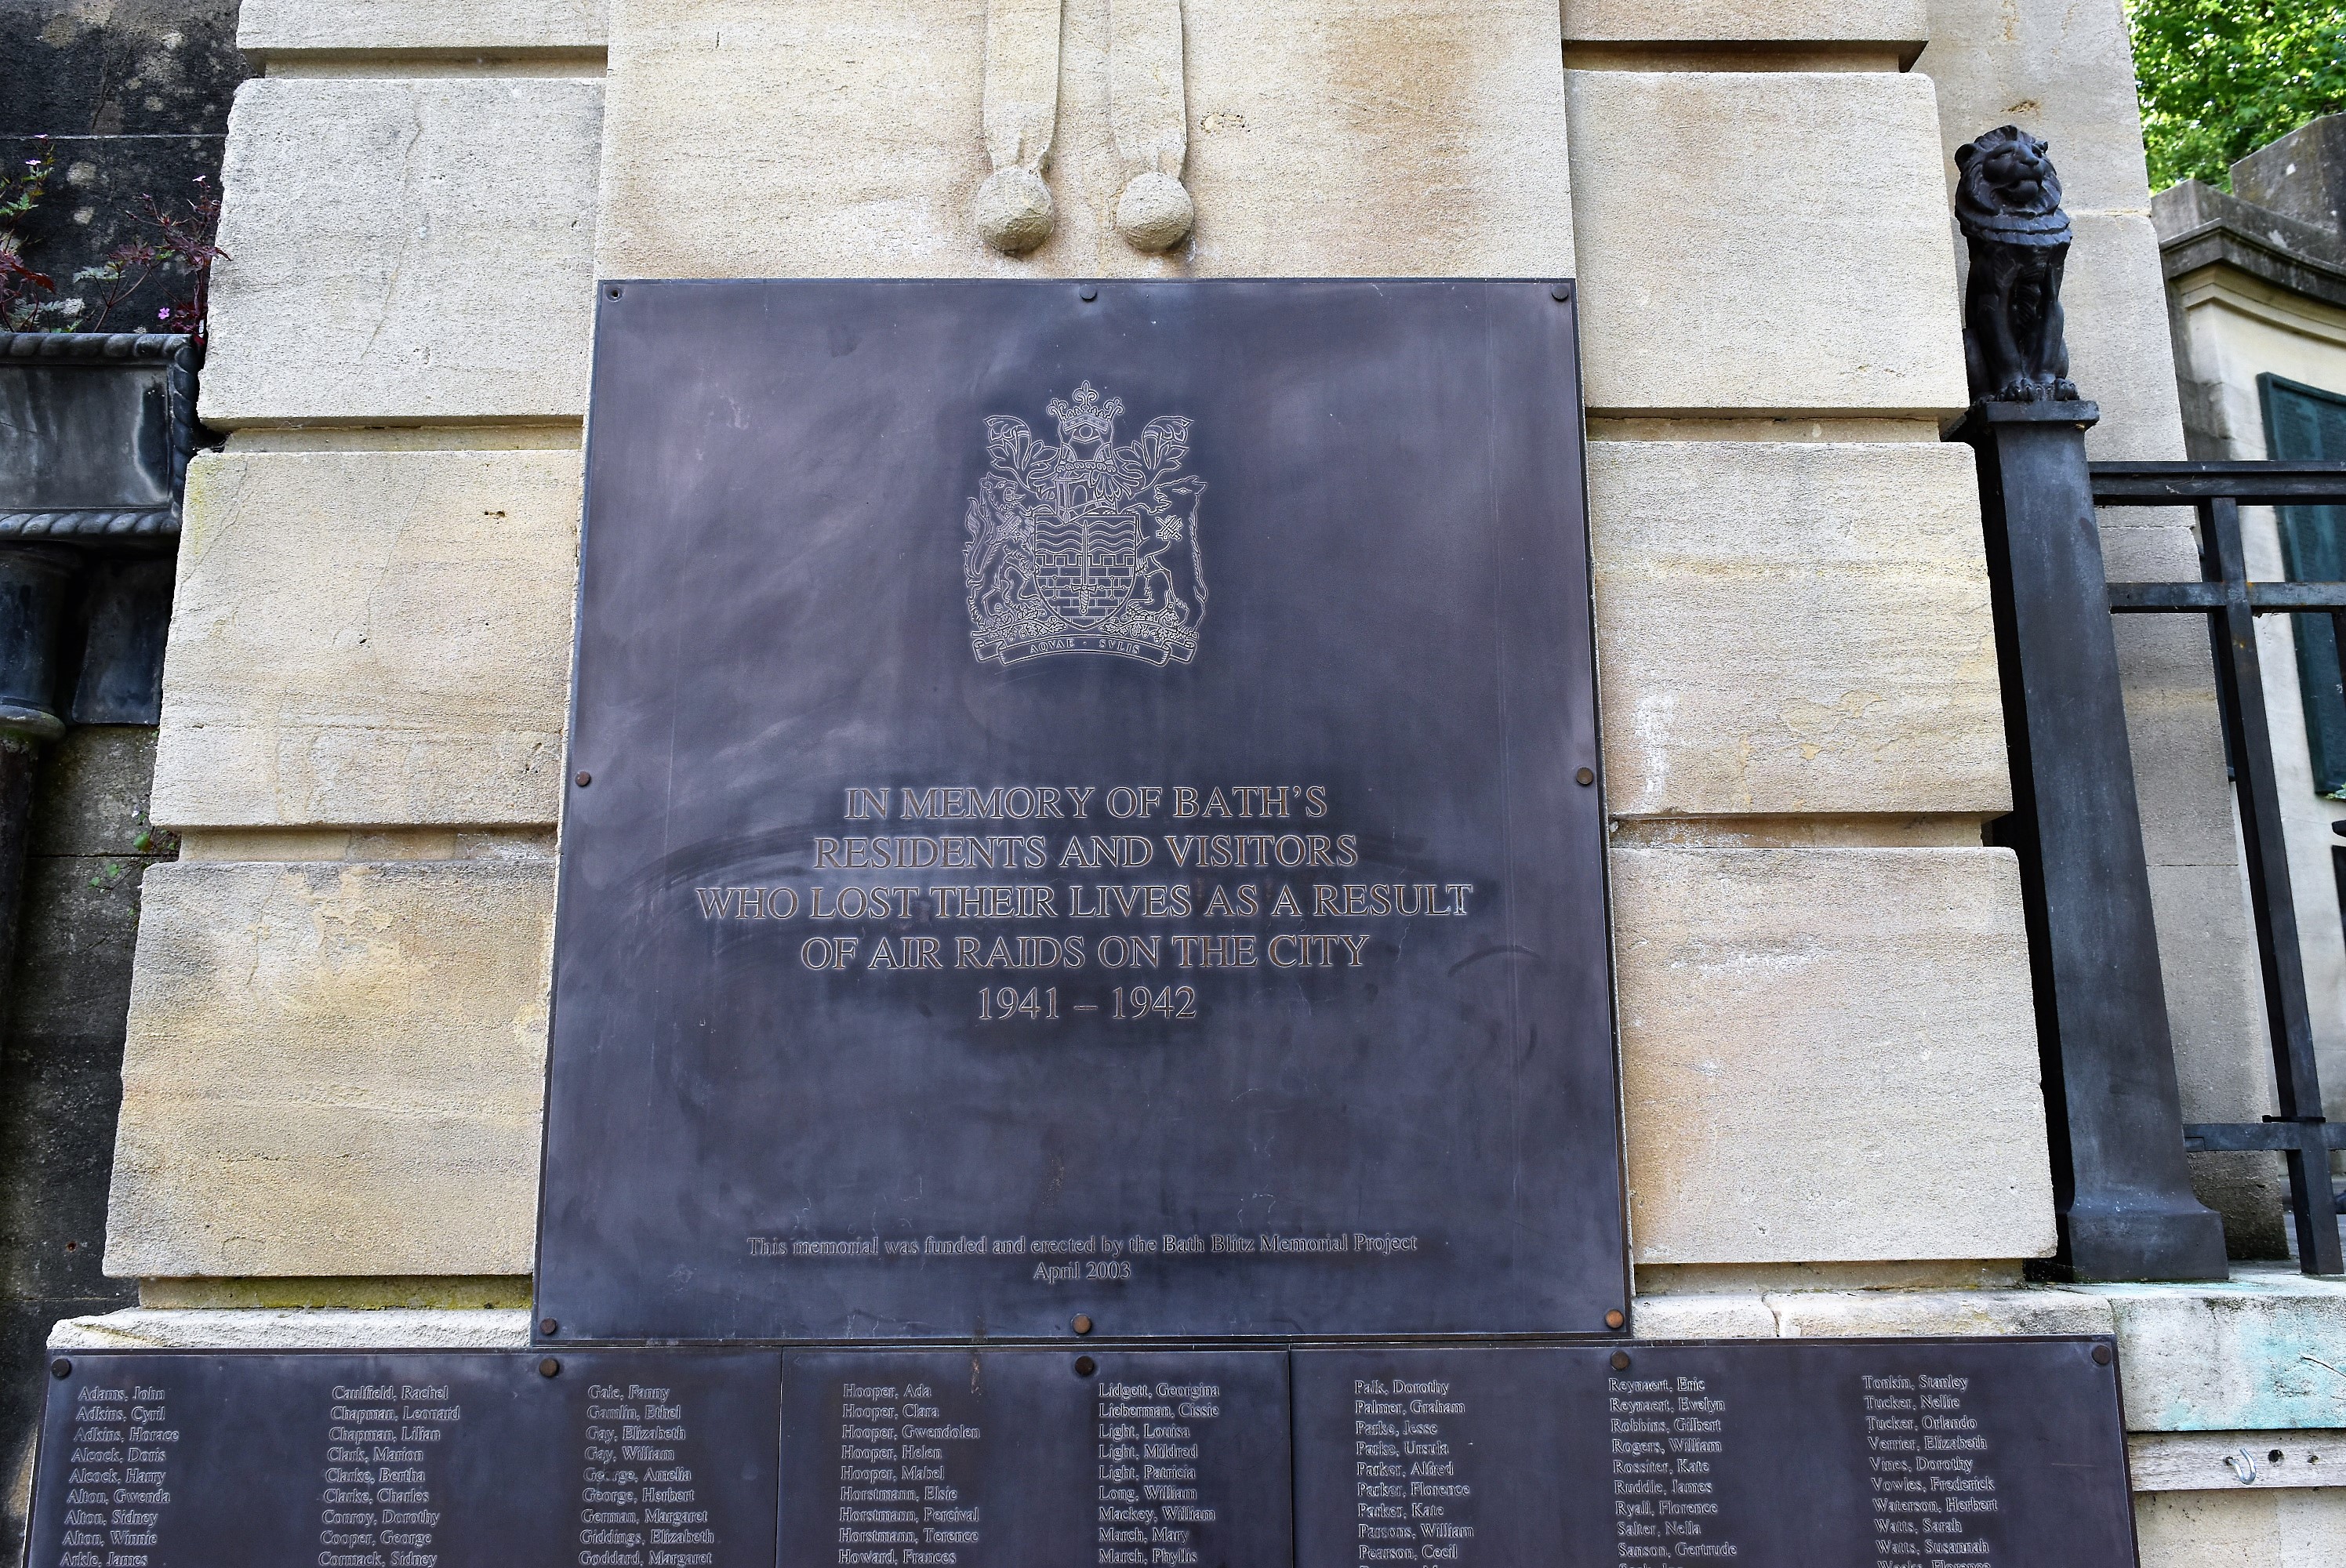 AQVAE · SVLIS
IN MEMORY OF BATH'S
RESIDENTS AND VISITORS
WHO LOST THEIR LIVES AS A RESULT
OF AIR RAIDS ON THE CITY
1941 – 1942
This memorial was funded and erected by the Bath Blitz Memorial Project
April 2003
Adams, John
Adkins, Cyril
Adkins, Horace
Alcock, Doris
Alcock, Harry
Alton, Gwenda
Alton, Sidney
Alton, Winnie
Arkle, James
Caulfield, Rachel
Chapman, Leonard
Chapman, Lilian
Clark, Marion
Clarke, Bertha
Clarke, Charles
Conroy, Dorothy
Cooper, George
Cormack, Sidney
Gale, Fanny
Gamlin, Ethel
Gay, Elizabeth
Gay, William
George, Amelia
George, Herbert
German, Margaret
Giddings, Elizabeth
Goddard, Margaret
Hooper, Ada
Hooper, Clara
Hooper, Gwendolen
Hooper, Helen
Hooper, Mabel
Horstmann, Elsie
Horstmann, Percival
Horstmann, Terence
Howard, Frances
Lidgett, Georgina
Lieberman, Cissie
Light, Louisa
Light, Mildred
Light, Patricia
Long, William
Mackey, William
March, Mary
March, Phyllis
Palk, Dorothy
Palmer, Graham
Parke, Jesse
Parke, Ursula
Parker, Alfred
Parker, Florence
Parker, Kate
Parsons, William
Pearson, Cecil
Reynaert, Eric
Reynaert, Evelyn
Robbins, Gilbert
Rogers, William
Rossiter, Kate
Ruddle, James
Ryall, Florence
Salter, Nella
Sanson, Gertrude
Tonkin, Stanley
Tucker, Nellie
Tucker, Orlando
Verrier, Elizabeth
Vines, Dorothy
Vowles, Frederick
Waterson, Herbert
Watts, Sarah
Watts, Susannah